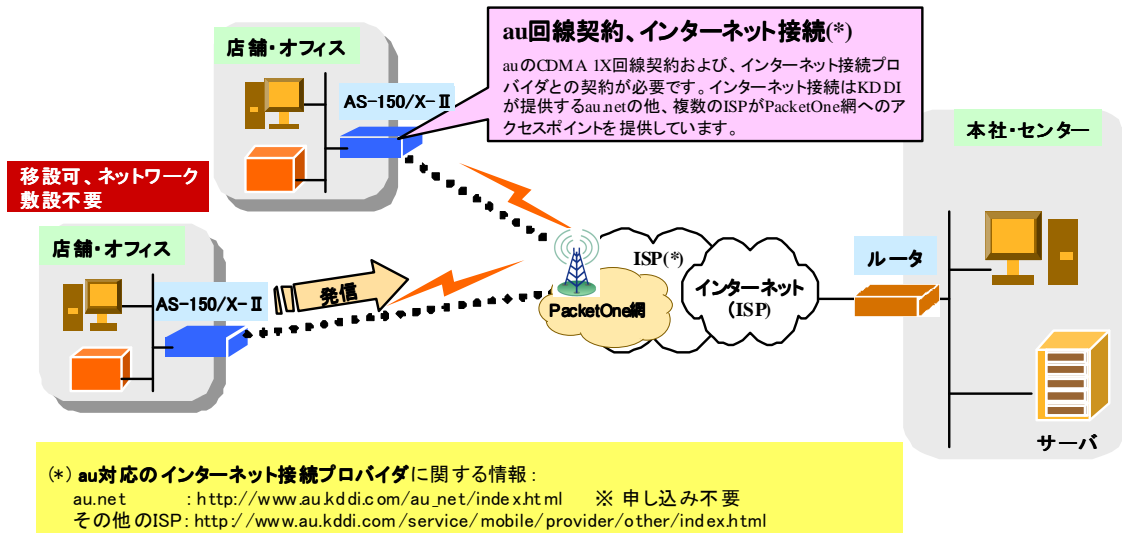 店舗・オフィス
AS-150/X-Ⅱ
au回線契約、インターネット接続(*)
auのCDMA 1X回線契約および、インターネット接続プロ
バイダとの契約が必要です。インターネット接続はKDDI
が提供するau.netの他、複数のISPがPacketOne網へのア
クセスポイントを提供しています。
本社・センター
移設可、ネットワーク
敷設不要
店舗・オフィス
AS-150/X-Ⅱ
発信
ISP(*)
PacketOne網
インターネット
(ISP)
ルータ
サーバ
(*) au対応のインターネット接続プロバイダに関する情報:
au.net : http://www.au.kddi.com/au_net/index.html ※ 申し込み不要
その他のISP: http://www.au.kddi.com/service/mobile/provider/other/index.html